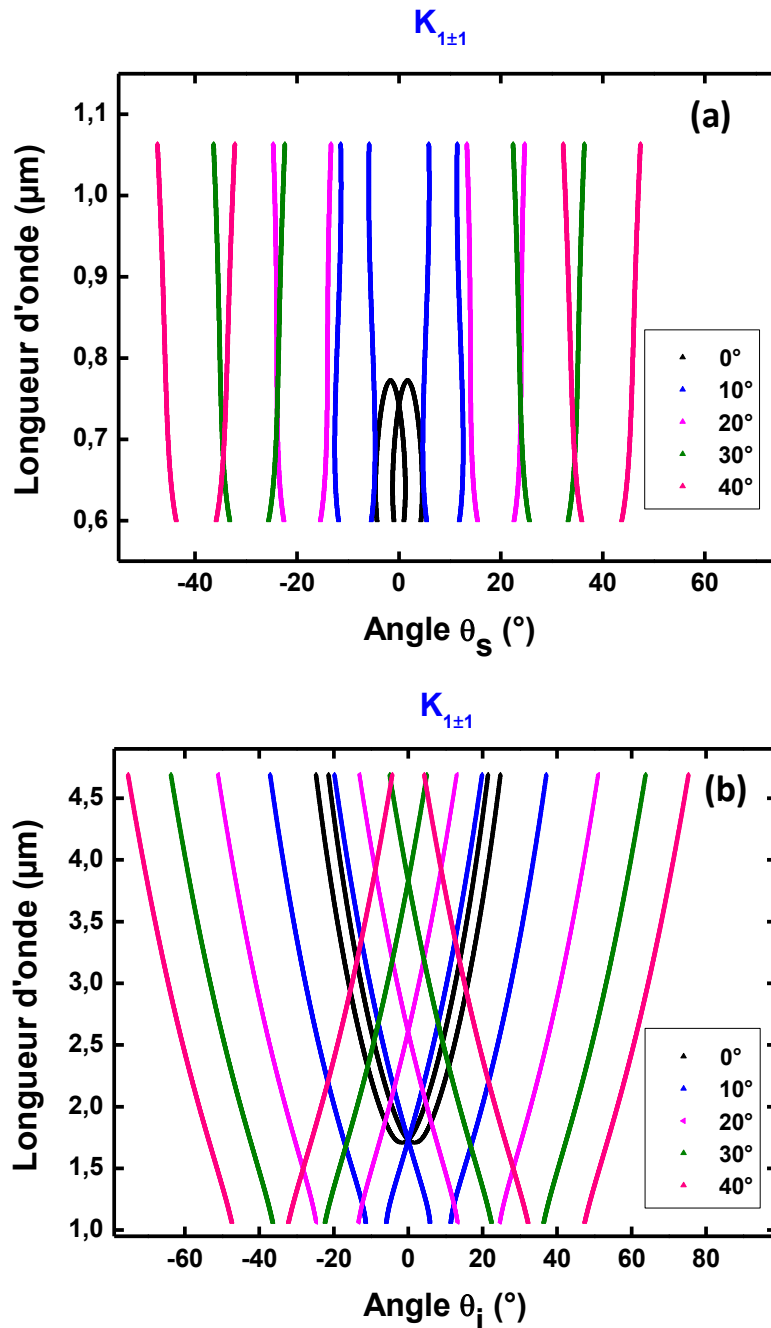 K1±1
(a)
1,1
1,0
0,9
0,8
0,7
0,6
Longueur d'onde (µm)
-40 -20 0 20 40 60
Angle θs (°)
0°
10°
20°
30°
40°
K1±1
(b)
4,5
4,0
3,5
3,0
2,5
2,0
1,5
1,0
Longueur d'onde (µm)
-60 -40 -20 0 20 40 60 80
Angle θi (°)
0°
10°
20°
30°
40°